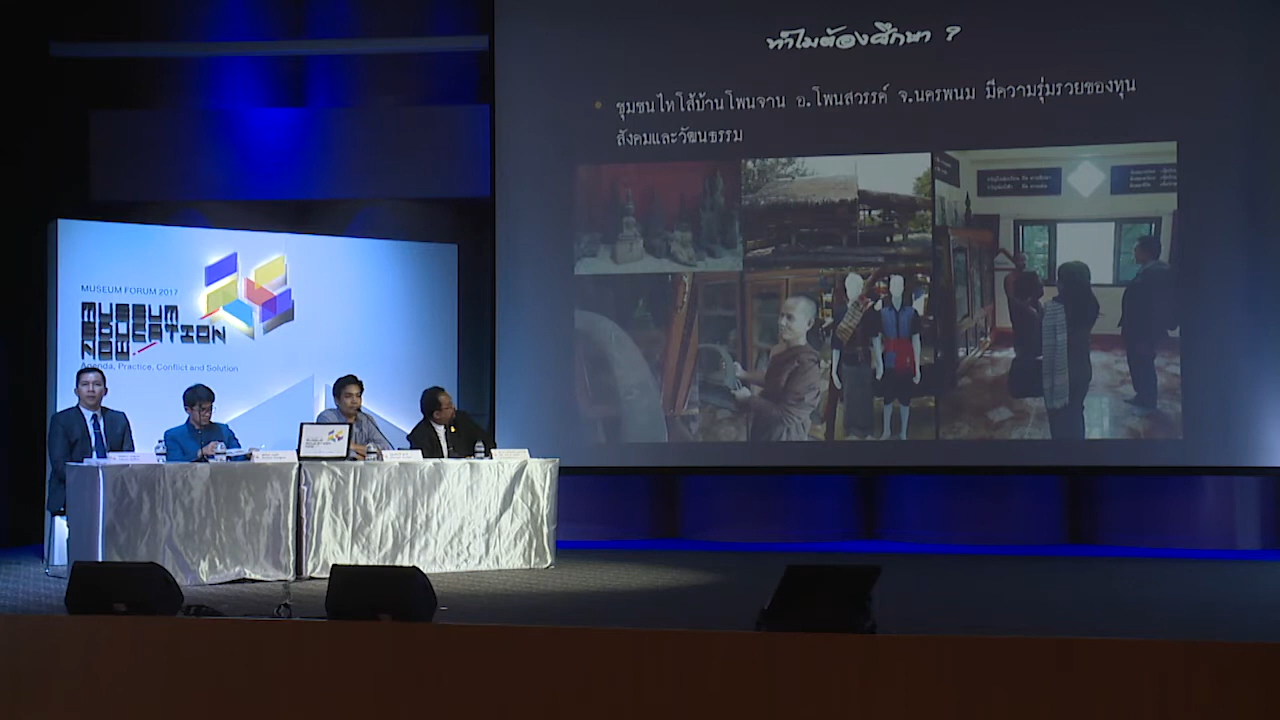 ทำไมต้องศึกษา ?
• ชุมชนไทโส้บ้านโพนจาน อ.โพนสวรรค์ จ.นครพนม มีความรุ่มรวยของทุน
สังคมและวัฒนธรรม
MUSEUM FORUM 2017
MUSEUM
EDUCATION
NOW
Agenda, Practice, Conflict and Solution